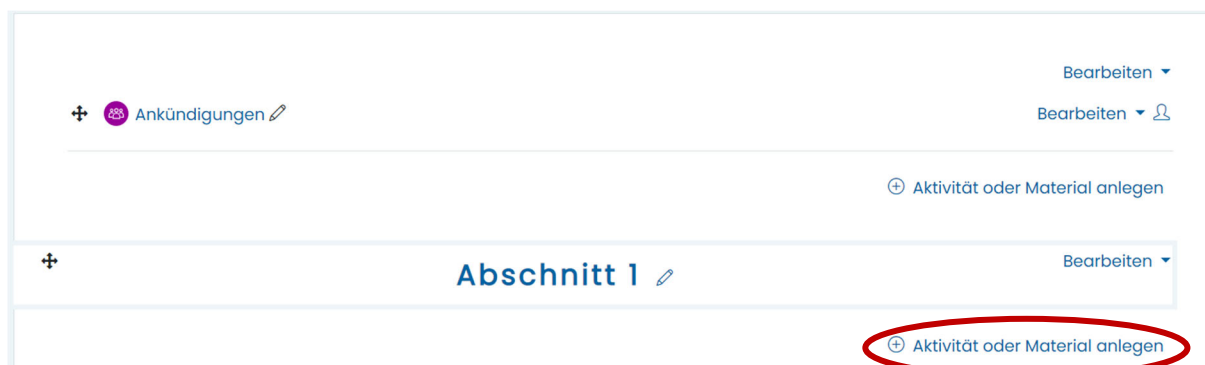 Bearbeiten
Ankündigungen Bearbeiten
Aktivität oder Material anlegen
Abschnitt 1 Bearbeiten
Aktivität oder Material anlegen